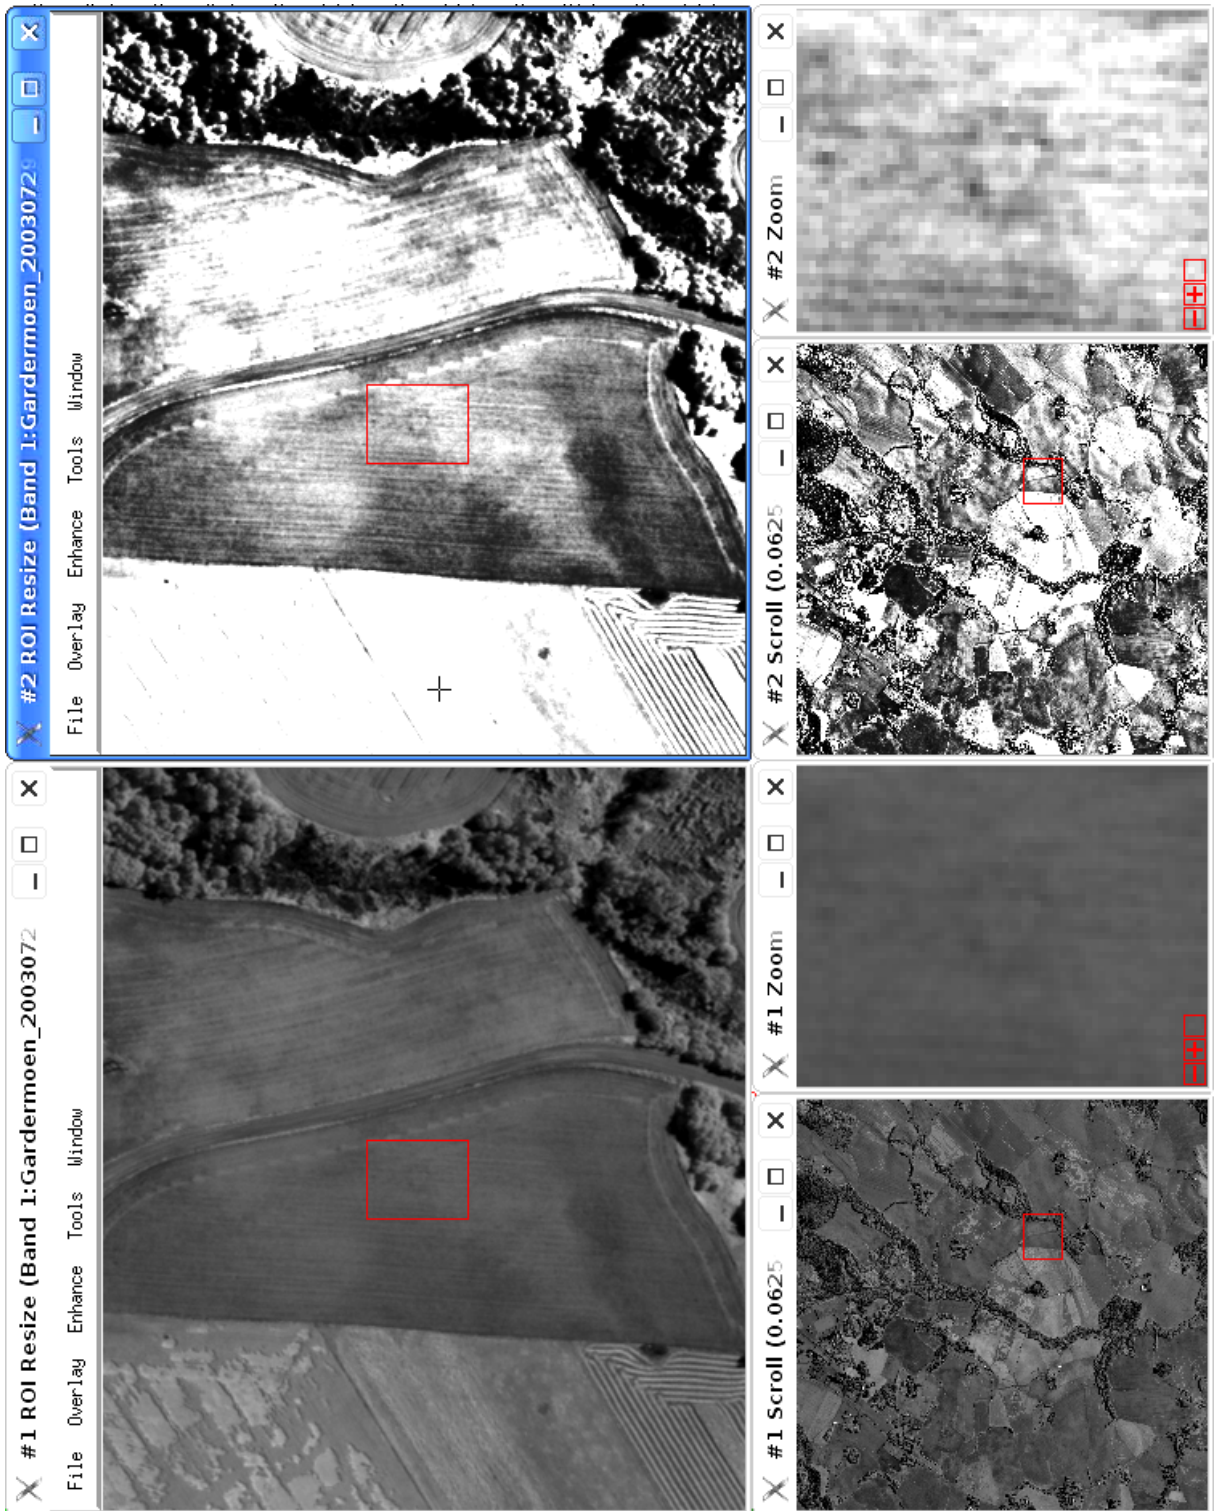 #1 ROI Resize (Band 1:Gardermoen_2003072
File Overlay Enhance Tools Window
#2 ROI Resize (Band 1:Gardermoen_20030729
File Overlay Enhance Tools Window
#1 Scroll (0.0625
#1 Zoom
#2 Scroll (0.0625
#2 Zoom